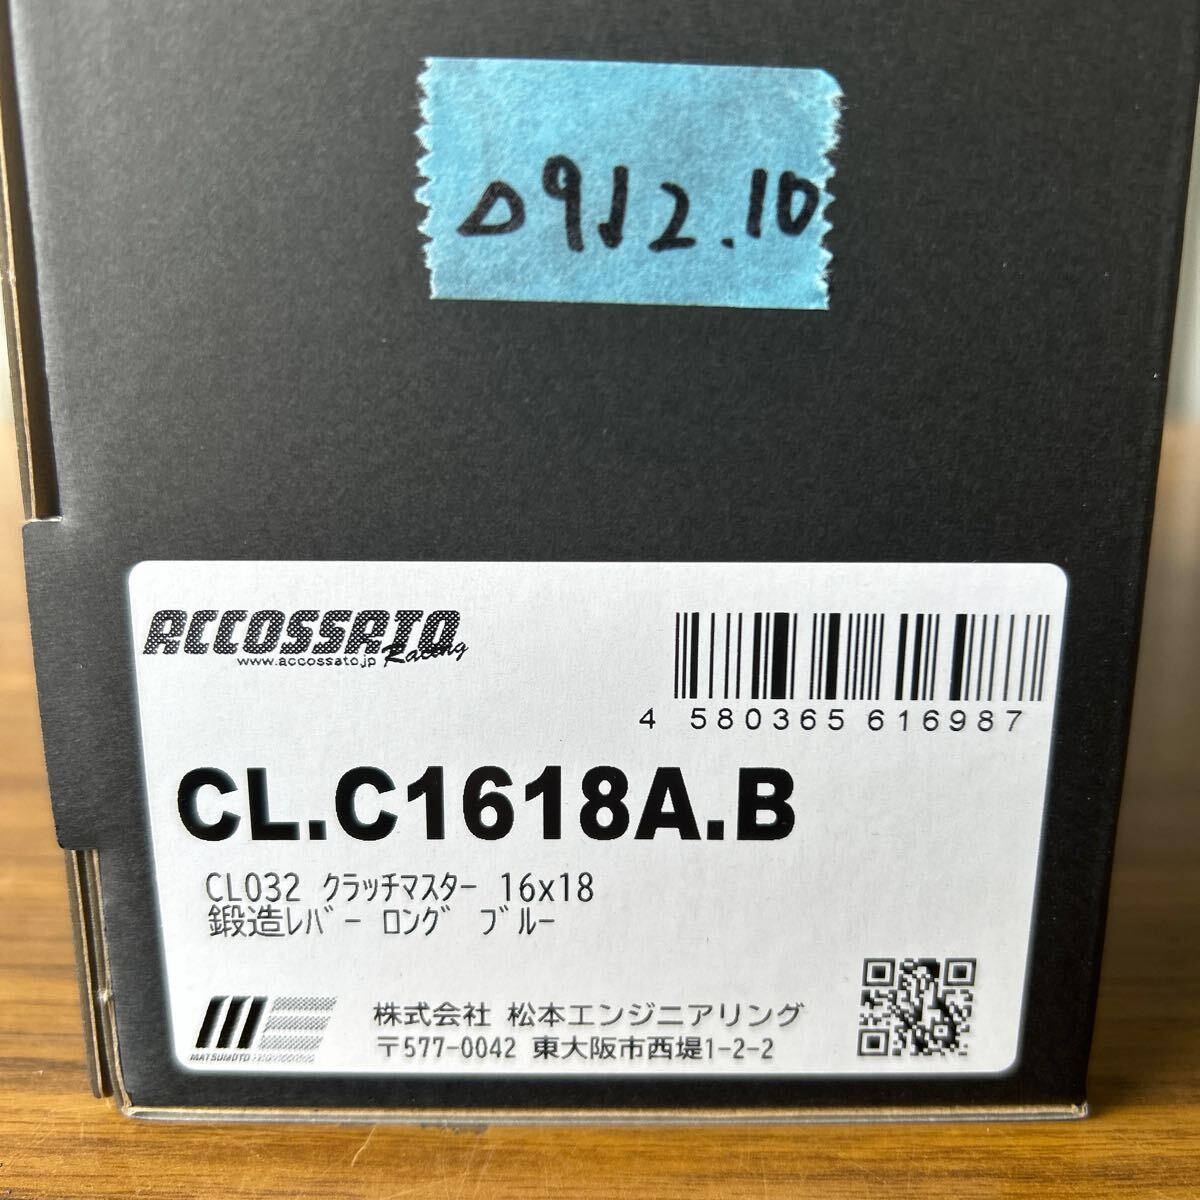 △9J2.10
ACCOSSATO
www.accossato.jp Racing
4 580365 616987
CL.C1618A.B
CL032 クラッチマスター 16x18
鍛造レバー ロング ブルー
MATSUMOTO ENGINEERING
株式会社 松本エンジニアリング
〒577-0042 東大阪市西堤1-2-2